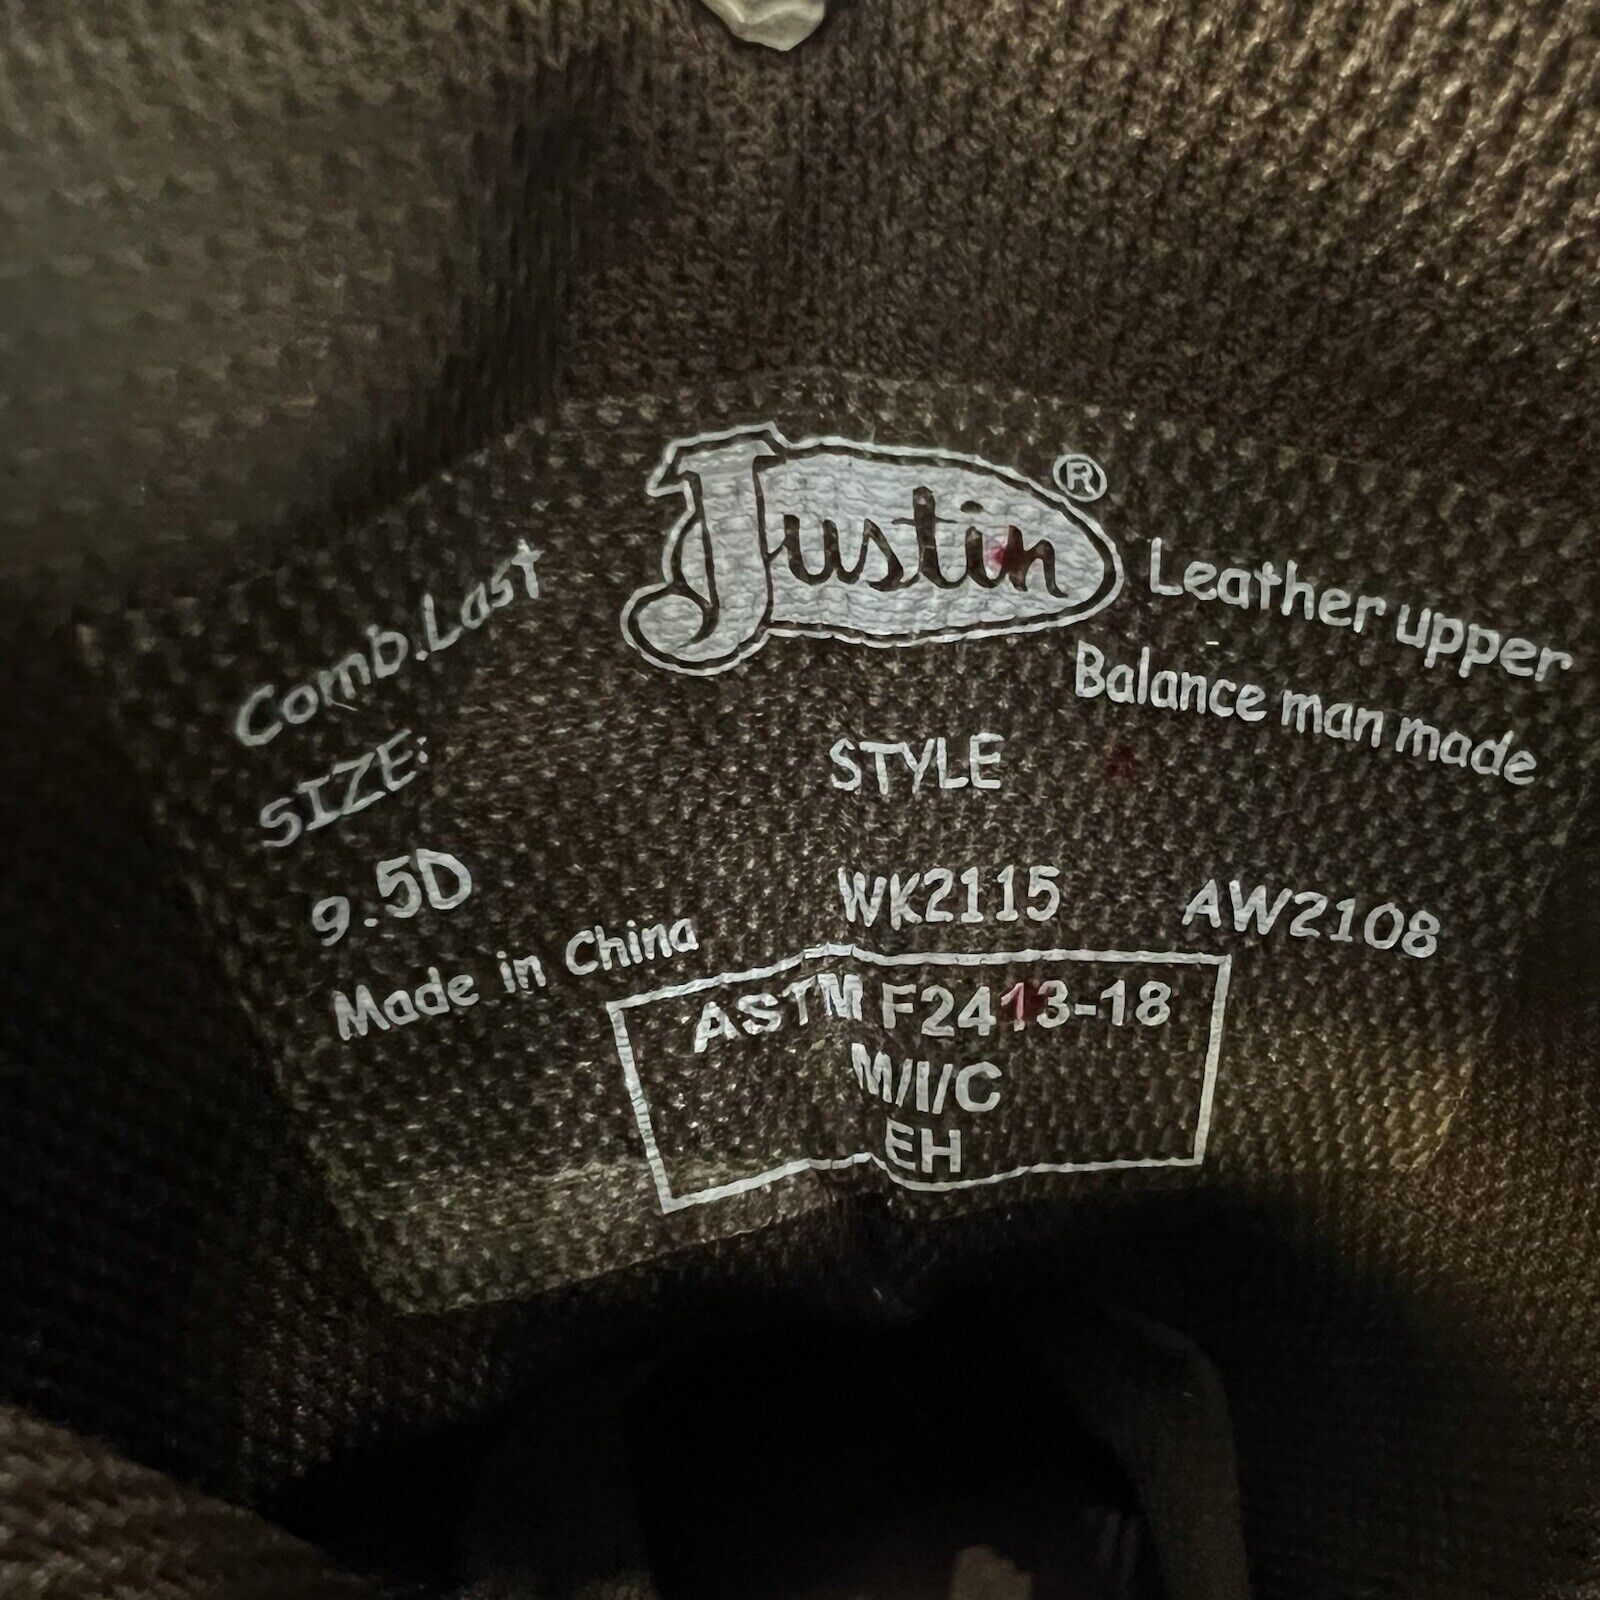 Justin®
Comb.Last
SIZE:
9.5D
Made in China
Leather upper
Balance man made
STYLE
WK2115 AW2108
ASTM F2413-18
M/I/C
EH